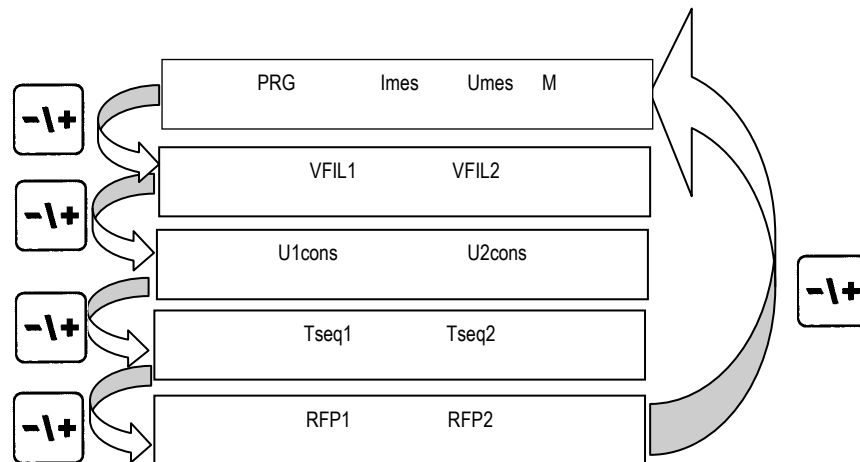 PRG Imes Umes M
-\+
VFIL1 VFIL2
-\+
U1cons U2cons
-\+
-\+
Tseq1 Tseq2
-\+
RFP1 RFP2